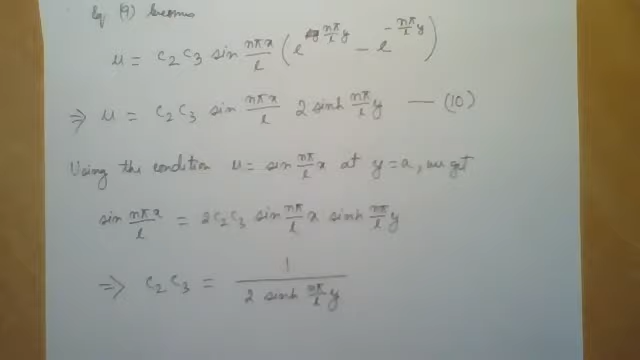 Eq (9) becomes
u = c₂ c₃ sin nπx/l (e^{nπ/l y} − e^{−nπ/l y})
⇒ u = c₂ c₃ sin nπx/l 2 sinh nπ/l y — (10)
Using the condition u = sin nπ/l x at y = a, we get
sin nπx/l = 2c₂c₃ sin nπ/l x sinh nπ/l y
⇒ c₂ c₃ = 1 / (2 sinh nπ/l y)